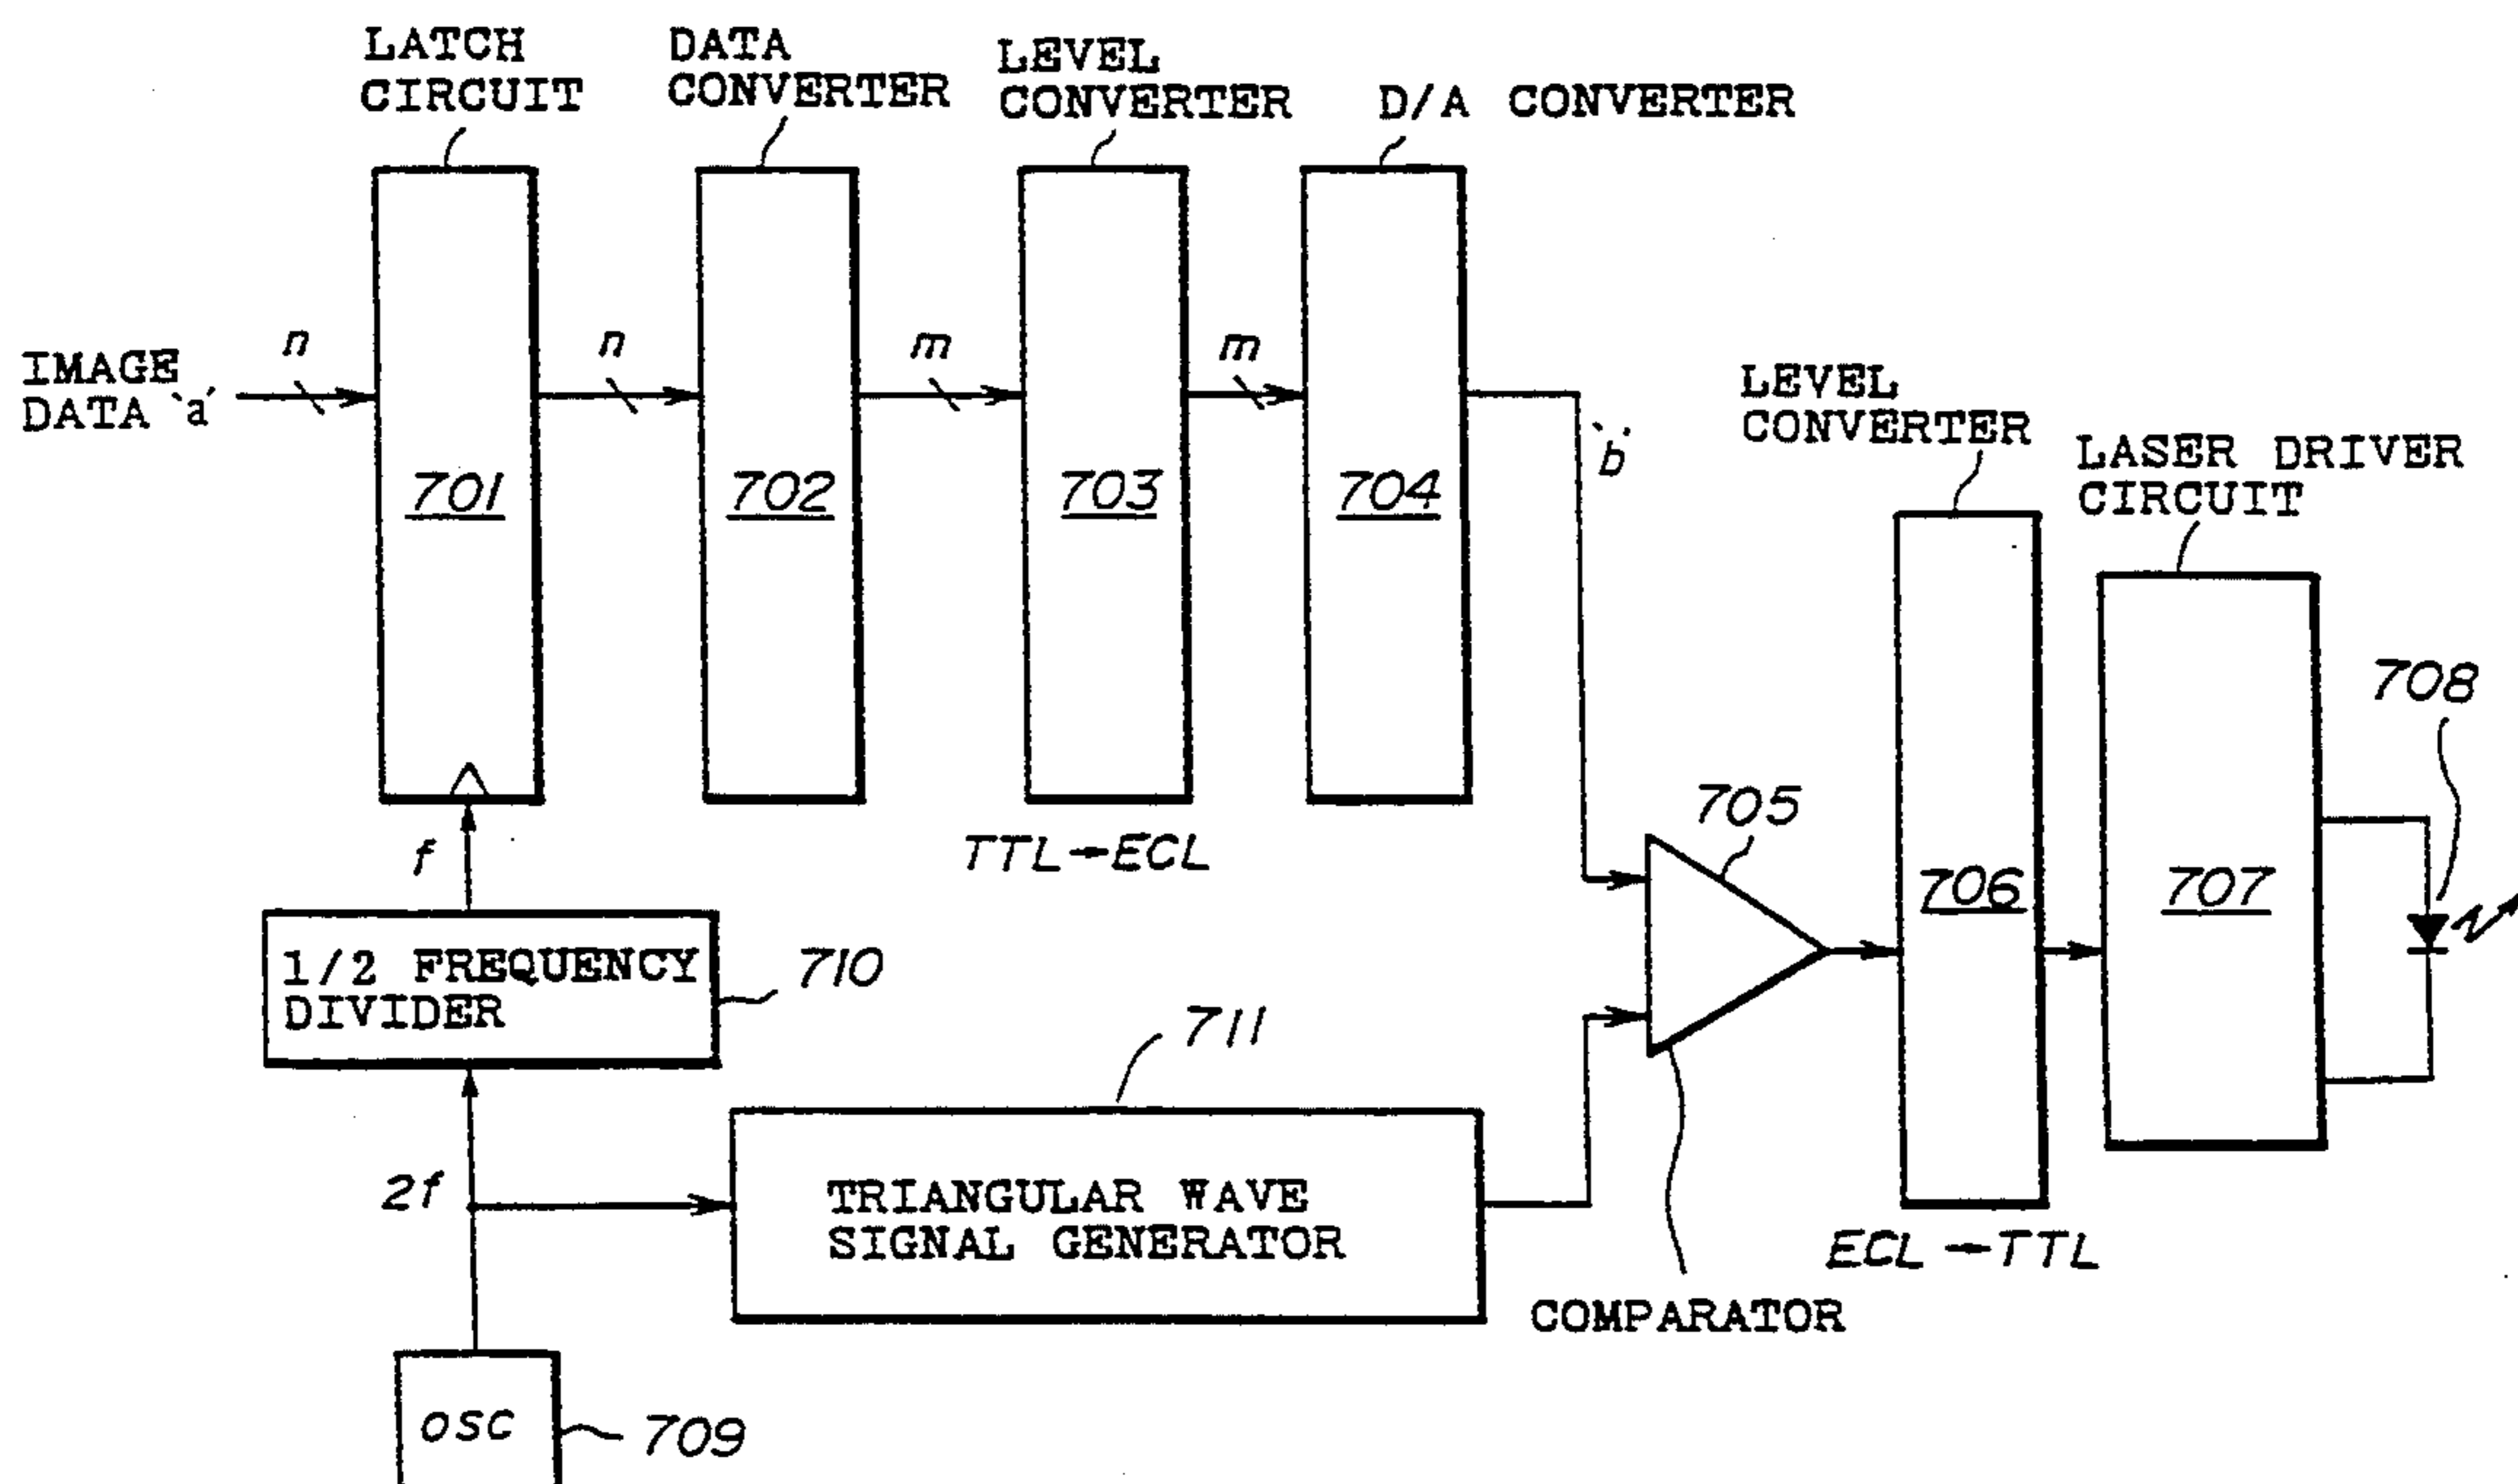 LATCH
CIRCUIT
DATA
CONVERTER
LEVEL
CONVERTER
D/A CONVERTER
IMAGE
DATA `a´
n
n
m
m
701
702
703
704
`b´
LEVEL
CONVERTER
LASER DRIVER
CIRCUIT
708
705
706
707
f
TTL→ECL
1/2 FREQUENCY
DIVIDER
710
711
2f
TRIANGULAR WAVE
SIGNAL GENERATOR
ECL→TTL
COMPARATOR
OSC
709